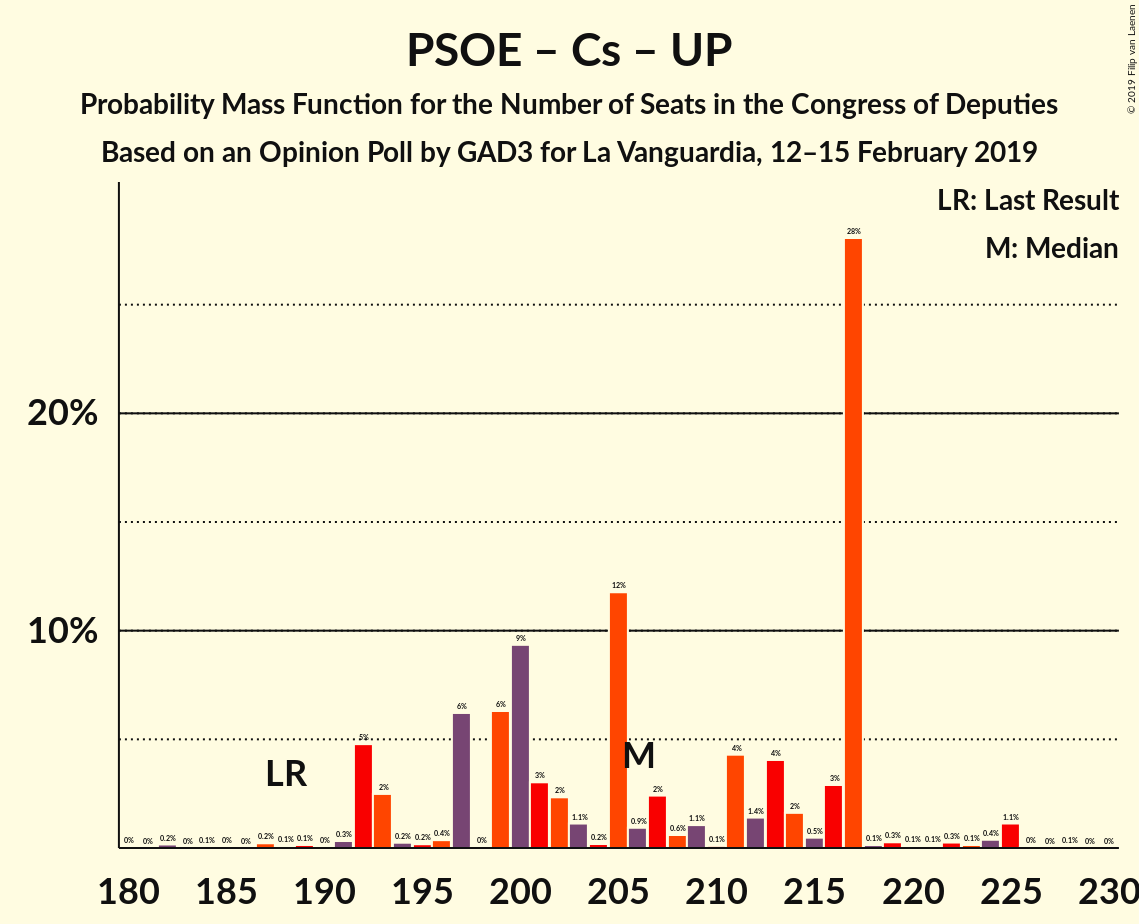 PSOE – Cs – UP
Probability Mass Function for the Number of Seats in the Congress of Deputies
Based on an Opinion Poll by GAD3 for La Vanguardia, 12–15 February 2019
© 2019 Filip van Laenen
LR: Last Result
M: Median
20%
10%
LR
M
0% 0% 0.2% 0% 0.1% 0% 0% 0.2% 0.1% 0.1% 0% 0.3% 5% 2% 0.2% 0.2% 0.4% 6% 0% 6% 9% 3% 2% 1.1% 0.2% 12% 0.9% 2% 0.6% 1.1% 0.1% 4% 1.4% 4% 2% 0.5% 3% 28% 0.1% 0.3% 0.1% 0.1% 0.2% 0.1% 0.4% 1.1% 0% 0% 0.1% 0% 0%
180 185 190 195 200 205 210 215 220 225 230